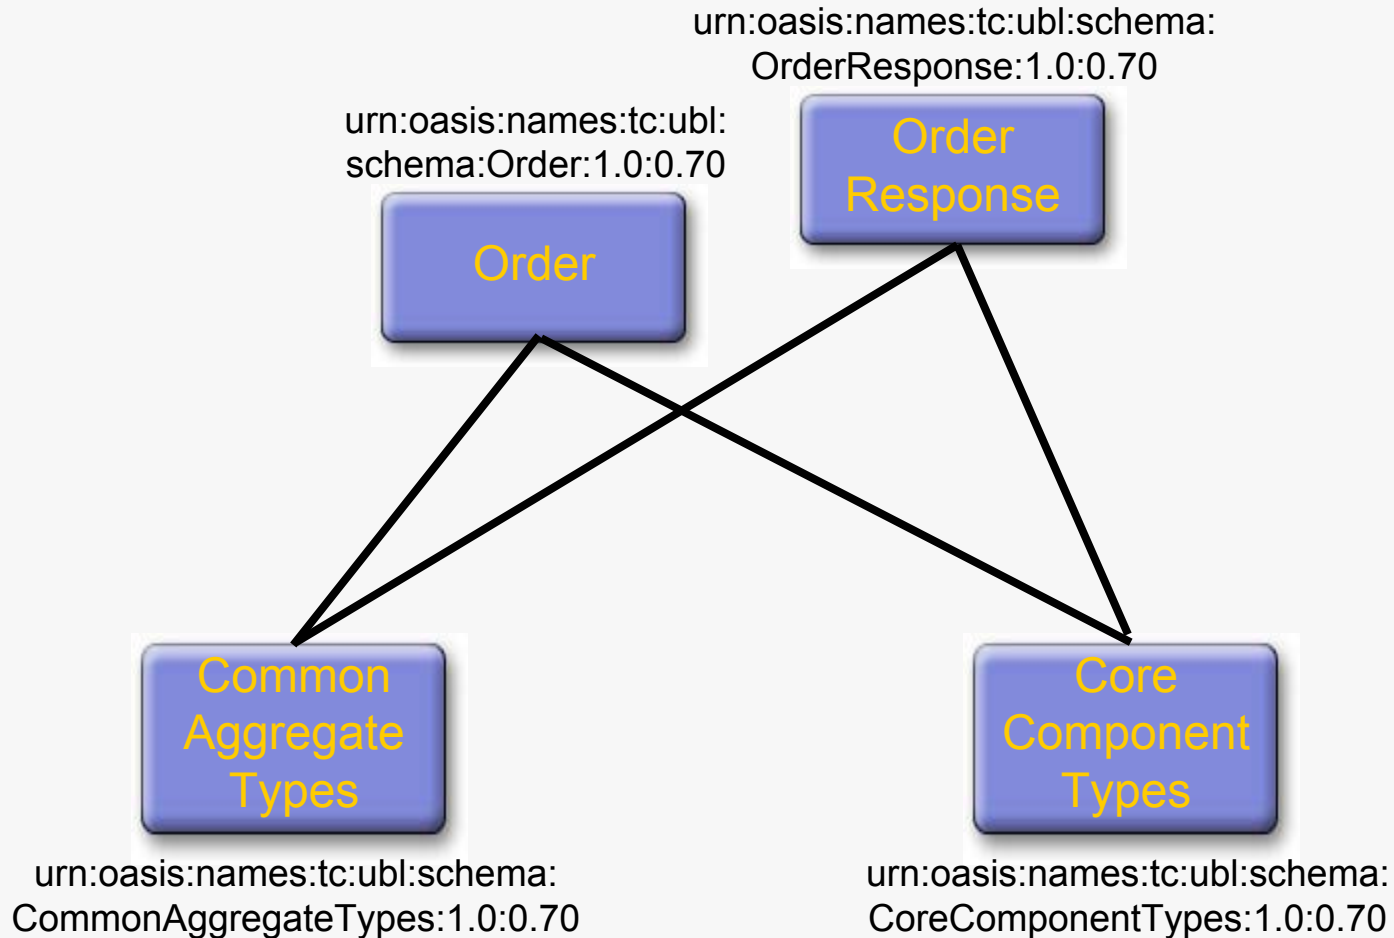 urn:oasis:names:tc:ubl:schema:
OrderResponse:1.0:0.70
Order
Response
urn:oasis:names:tc:ubl:
schema:Order:1.0:0.70
Order
Common
Aggregate
Types
urn:oasis:names:tc:ubl:schema:
CommonAggregateTypes:1.0:0.70
Core
Component
Types
urn:oasis:names:tc:ubl:schema:
CoreComponentTypes:1.0:0.70